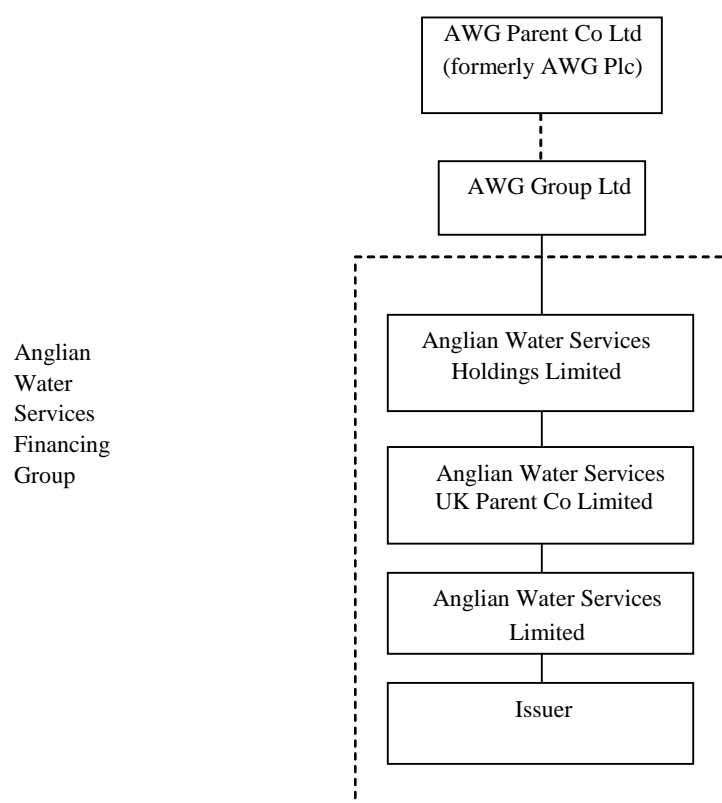 AWG Parent Co Ltd
(formerly AWG Plc)
AWG Group Ltd
Anglian
Water
Services
Financing
Group
Anglian Water Services
Holdings Limited
Anglian Water Services
UK Parent Co Limited
Anglian Water Services
Limited
Issuer